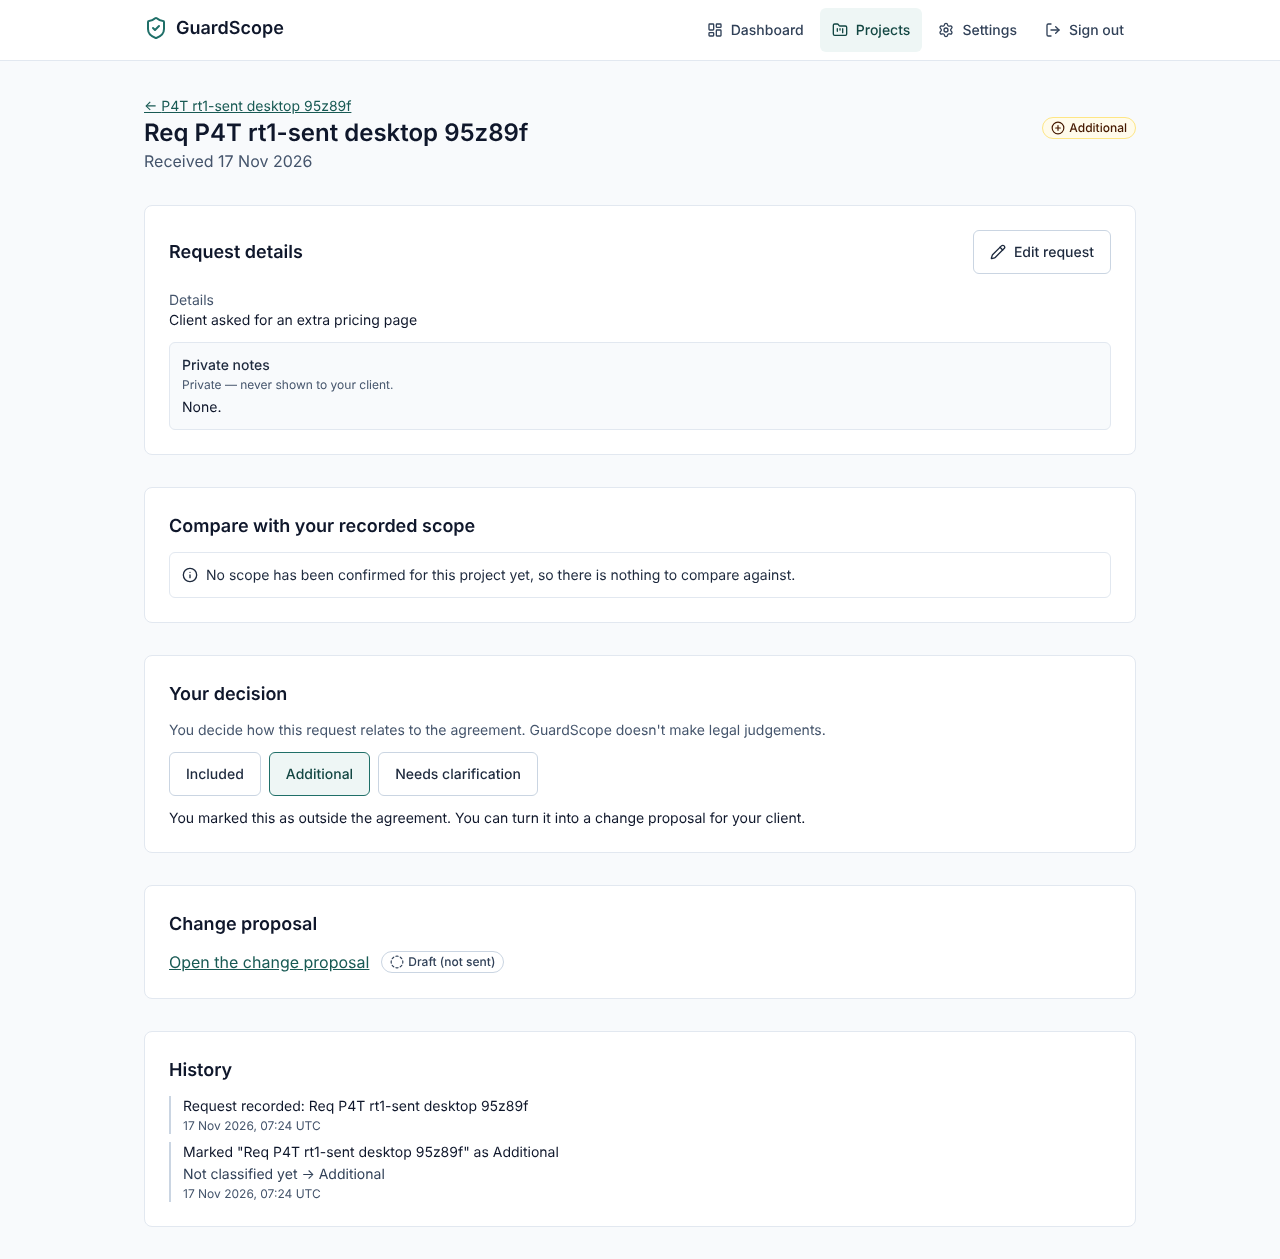 GuardScope
Dashboard
Projects
Settings
Sign out
← P4T rt1-sent desktop 95z89f
Req P4T rt1-sent desktop 95z89f
Additional
Received 17 Nov 2026
Request details
Edit request
Details
Client asked for an extra pricing page
Private notes
Private — never shown to your client.
None.
Compare with your recorded scope
No scope has been confirmed for this project yet, so there is nothing to compare against.
Your decision
You decide how this request relates to the agreement. GuardScope doesn't make legal judgements.
Included
Additional
Needs clarification
You marked this as outside the agreement. You can turn it into a change proposal for your client.
Change proposal
Open the change proposal
Draft (not sent)
History
Request recorded: Req P4T rt1-sent desktop 95z89f
17 Nov 2026, 07:24 UTC
Marked "Req P4T rt1-sent desktop 95z89f" as Additional
Not classified yet → Additional
17 Nov 2026, 07:24 UTC